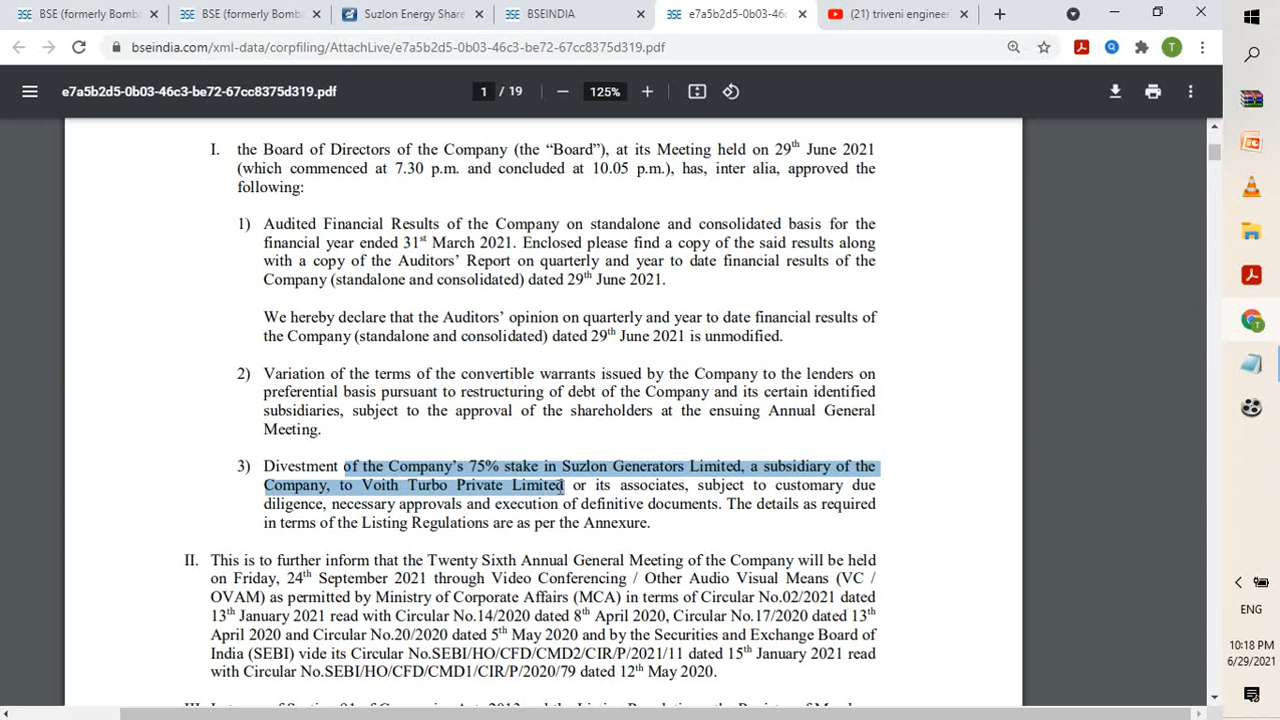 BSE (formerly Bomb
BSE (formerly Bomba
Suzlon Energy Share
BSEINDIA
e7a5b2d5-0b03-46c3
(21) triveni engineer
bseindia.com/xml-data/corpfiling/AttachLive/e7a5b2d5-0b03-46c3-be72-67cc8375d319.pdf
T
e7a5b2d5-0b03-46c3-be72-67cc8375d319.pdf
1 / 19
125%
I. the Board of Directors of the Company (the “Board”), at its Meeting held on 29th June 2021
(which commenced at 7.30 p.m. and concluded at 10.05 p.m.), has, inter alia, approved the
following:
1) Audited Financial Results of the Company on standalone and consolidated basis for the
financial year ended 31st March 2021. Enclosed please find a copy of the said results along
with a copy of the Auditors’ Report on quarterly and year to date financial results of the
Company (standalone and consolidated) dated 29th June 2021.
We hereby declare that the Auditors’ opinion on quarterly and year to date financial results of
the Company (standalone and consolidated) dated 29th June 2021 is unmodified.
2) Variation of the terms of the convertible warrants issued by the Company to the lenders on
preferential basis pursuant to restructuring of debt of the Company and its certain identified
subsidiaries, subject to the approval of the shareholders at the ensuing Annual General
Meeting.
3) Divestment of the Company’s 75% stake in Suzlon Generators Limited, a subsidiary of the
Company, to Voith Turbo Private Limited or its associates, subject to customary due
diligence, necessary approvals and execution of definitive documents. The details as required
in terms of the Listing Regulations are as per the Annexure.
II. This is to further inform that the Twenty Sixth Annual General Meeting of the Company will be held
on Friday, 24th September 2021 through Video Conferencing / Other Audio Visual Means (VC /
OVAM) as permitted by Ministry of Corporate Affairs (MCA) in terms of Circular No.02/2021 dated
13th January 2021 read with Circular No.14/2020 dated 8th April 2020, Circular No.17/2020 dated 13th
April 2020 and Circular No.20/2020 dated 5th May 2020 and by the Securities and Exchange Board of
India (SEBI) vide its Circular No.SEBI/HO/CFD/CMD2/CIR/P/2021/11 dated 15th January 2021 read
with Circular No.SEBI/HO/CFD/CMD1/CIR/P/2020/79 dated 12th May 2020.
ENG
10:18 PM
6/29/2021